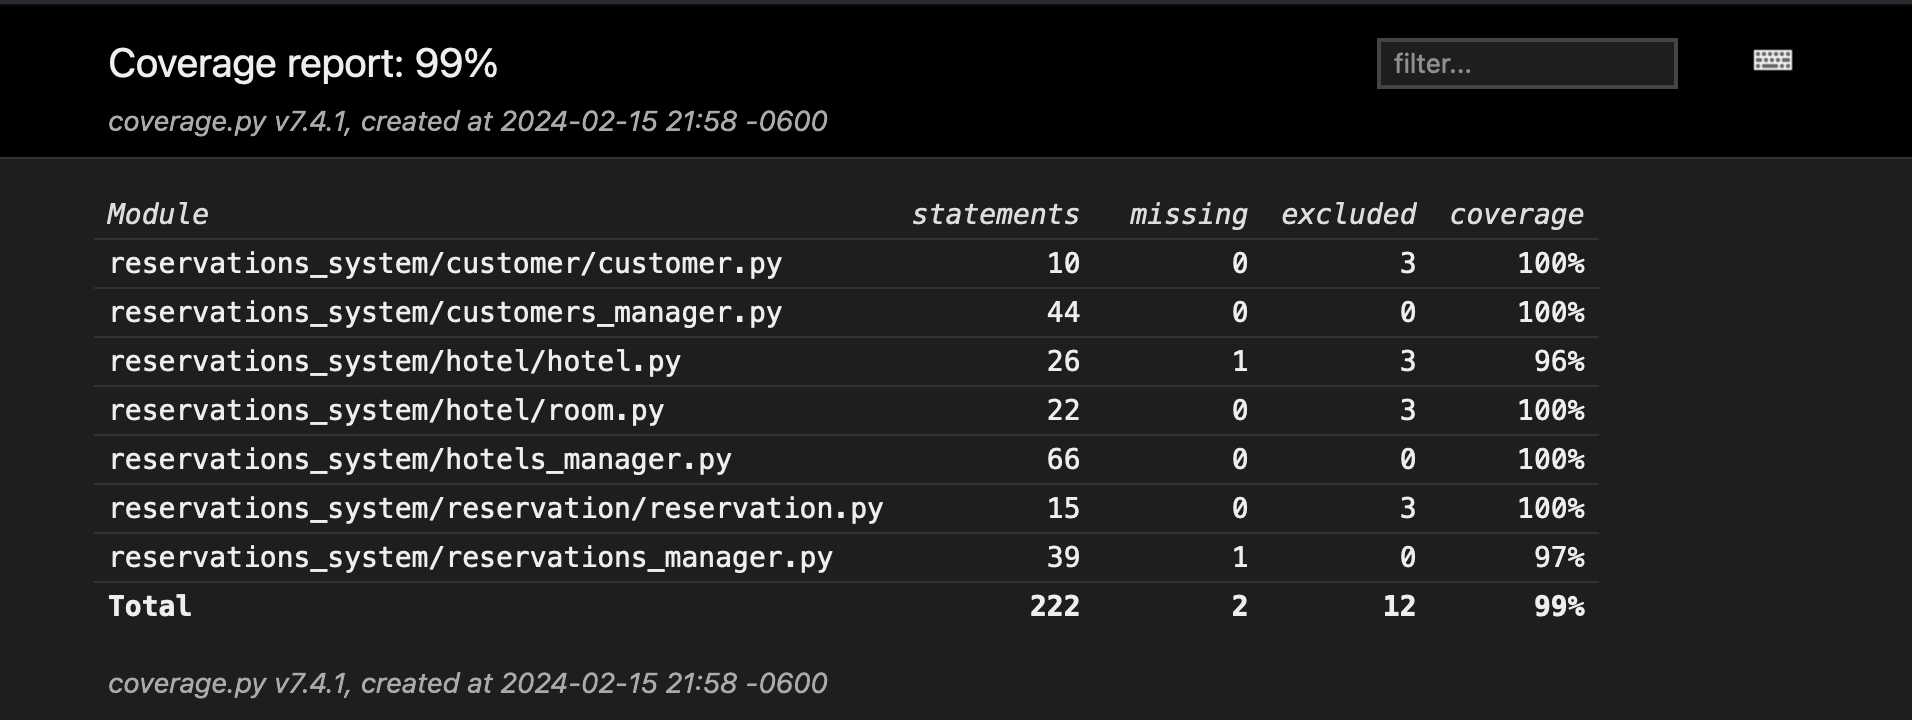 Coverage report: 99%
filter...
coverage.py v7.4.1, created at 2024-02-15 21:58 -0600
Module statements missing excluded coverage
reservations_system/customer/customer.py 10 0 3 100%
reservations_system/customers_manager.py 44 0 0 100%
reservations_system/hotel/hotel.py 26 1 3 96%
reservations_system/hotel/room.py 22 0 3 100%
reservations_system/hotels_manager.py 66 0 0 100%
reservations_system/reservation/reservation.py 15 0 3 100%
reservations_system/reservations_manager.py 39 1 0 97%
Total 222 2 12 99%
coverage.py v7.4.1, created at 2024-02-15 21:58 -0600